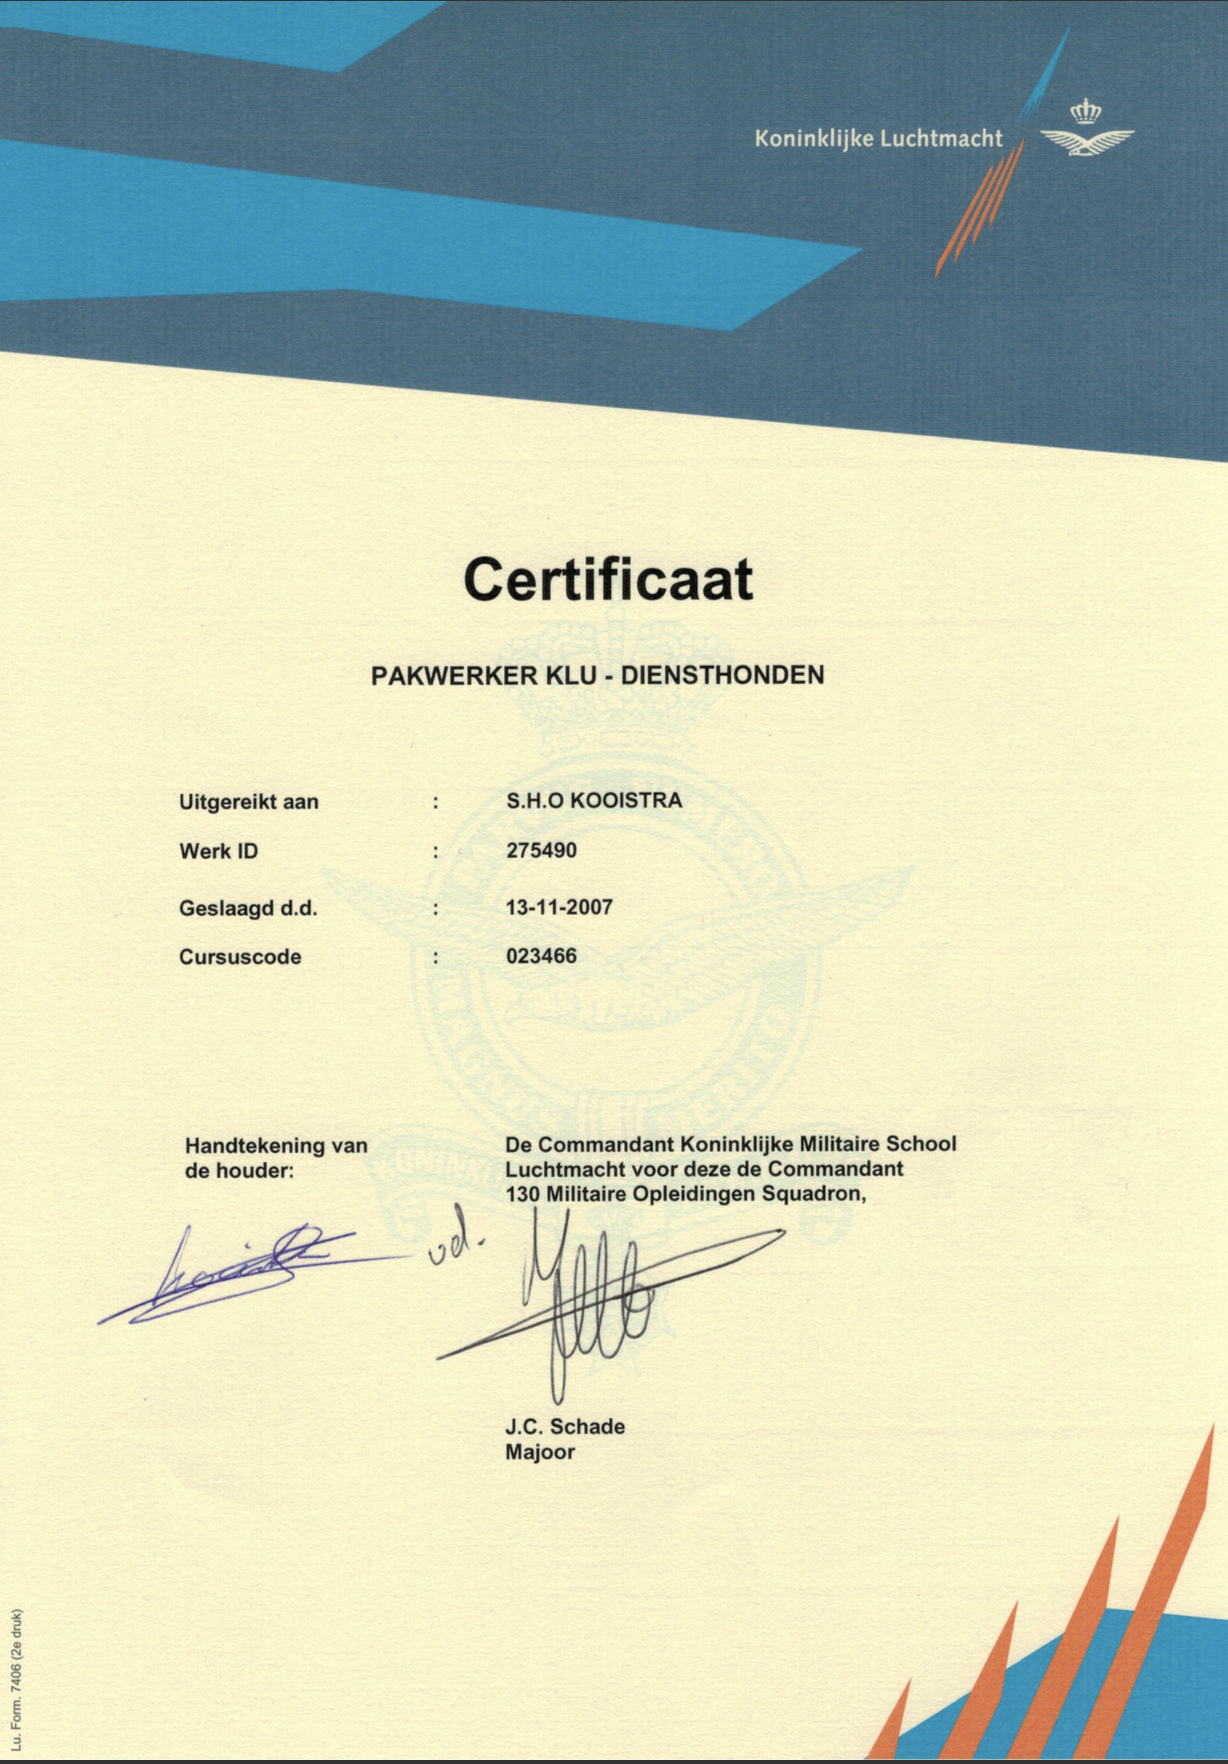 Koninklijke Luchtmacht
Certificaat
PAKWERKER KLU - DIENSTHONDEN
Uitgereikt aan : S.H.O KOOISTRA
Werk ID : 275490
Geslaagd d.d. : 13-11-2007
Cursuscode : 023466
Handtekening van
de houder:
De Commandant Koninklijke Militaire School
Luchtmacht voor deze de Commandant
130 Militaire Opleidingen Squadron,
J.C. Schade
Majoor
Lu. Form. 7406 (2e druk)